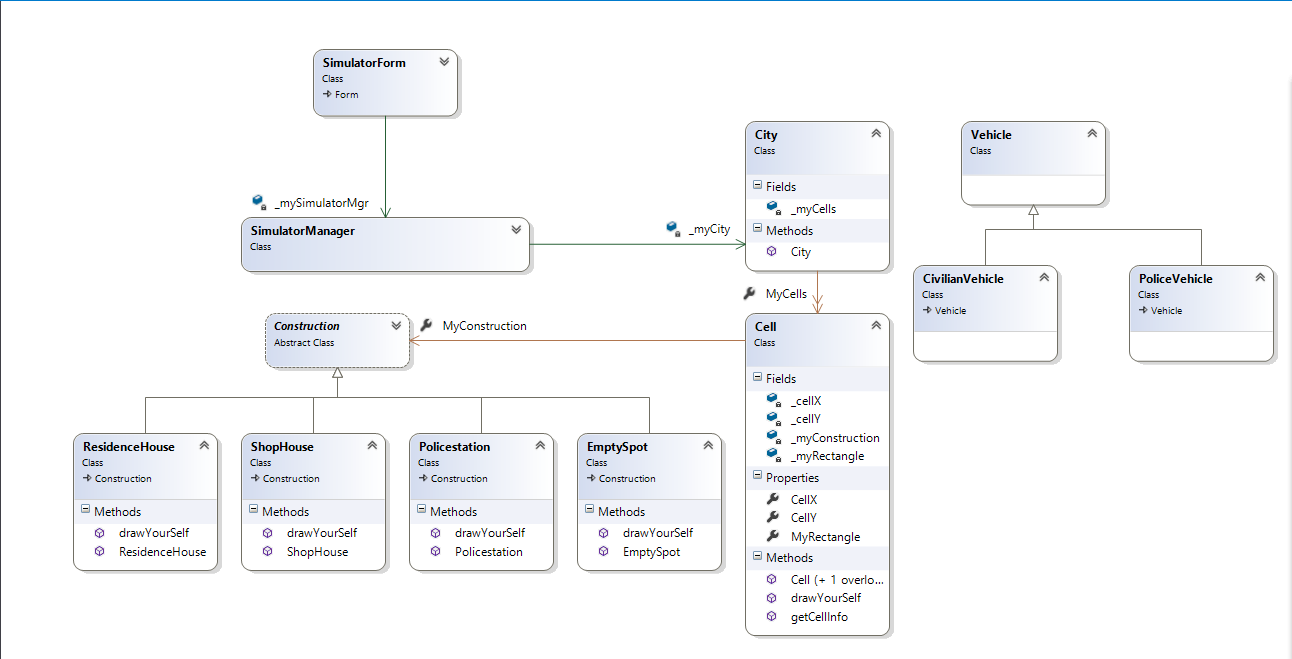 SimulatorForm
Class
Form
_mySimulatorMgr
SimulatorManager
Class
_myCity
City
Class
Fields
_myCells
Methods
City
Vehicle
Class
CivilianVehicle
Class
Vehicle
PoliceVehicle
Class
Vehicle
MyCells
Construction
Abstract Class
MyConstruction
Cell
Class
Fields
_cellX
_cellY
_myConstruction
_myRectangle
Properties
CellX
CellY
MyRectangle
Methods
Cell (+ 1 overlo...
drawYourSelf
getCellInfo
ResidenceHouse
Class
Construction
Methods
drawYourSelf
ResidenceHouse
ShopHouse
Class
Construction
Methods
drawYourSelf
ShopHouse
Policestation
Class
Construction
Methods
drawYourSelf
Policestation
EmptySpot
Class
Construction
Methods
drawYourSelf
EmptySpot